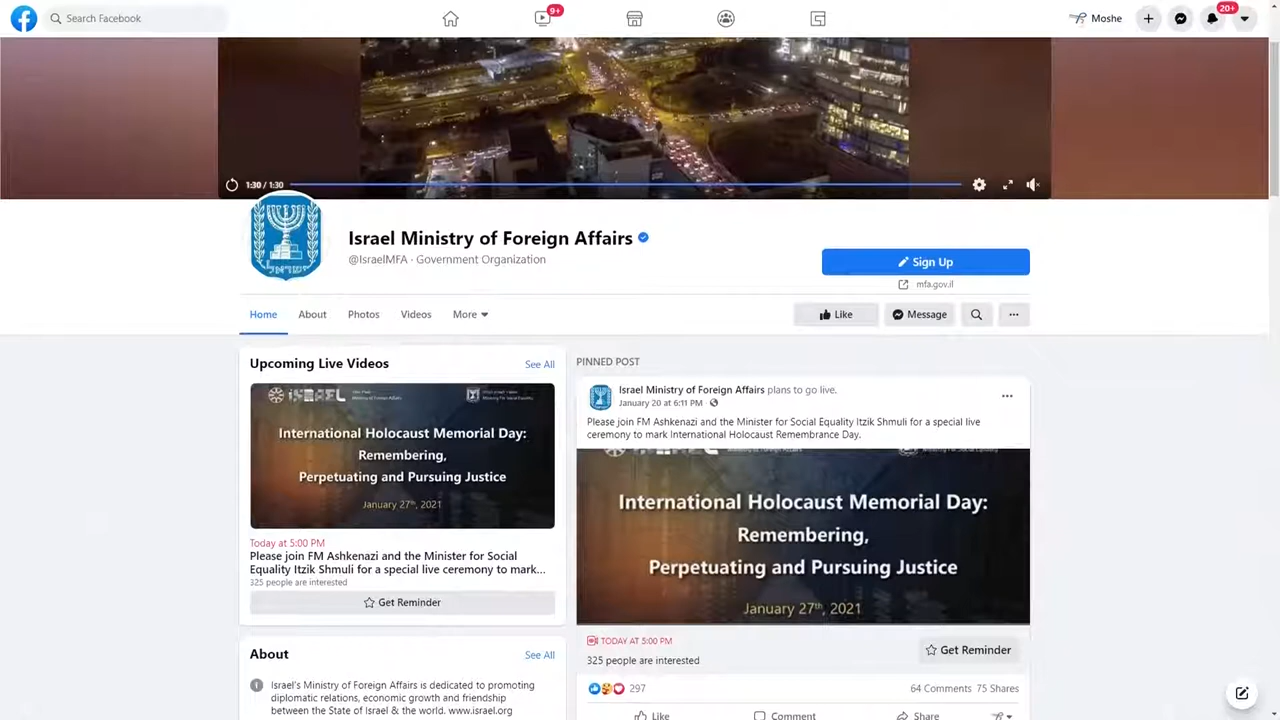 Search Facebook
9+
Moshe
20+
1:30 / 1:30
ישראל
Israel Ministry of Foreign Affairs
@IsraelMFA · Government Organization
Sign Up
mfa.gov.il
Home
About
Photos
Videos
More
Like
Message
Upcoming Live Videos
See All
ISRAEL
International Holocaust Memorial Day:
Remembering,
Perpetuating and Pursuing Justice
January 27th, 2021
Today at 5:00 PM
Please join FM Ashkenazi and the Minister for Social
Equality Itzik Shmuli for a special live ceremony to mark...
325 people are interested
Get Reminder
About
See All
Israel's Ministry of Foreign Affairs is dedicated to promoting
diplomatic relations, economic growth and friendship
between the State of Israel & the world. www.israel.org
PINNED POST
Israel Ministry of Foreign Affairs plans to go live.
January 20 at 6:11 PM ·
Please join FM Ashkenazi and the Minister for Social Equality Itzik Shmuli for a special live
ceremony to mark International Holocaust Remembrance Day.
International Holocaust Memorial Day:
Remembering,
Perpetuating and Pursuing Justice
January 27th, 2021
TODAY AT 5:00 PM
325 people are interested
Get Reminder
297
64 Comments 75 Shares
Like
Comment
Share